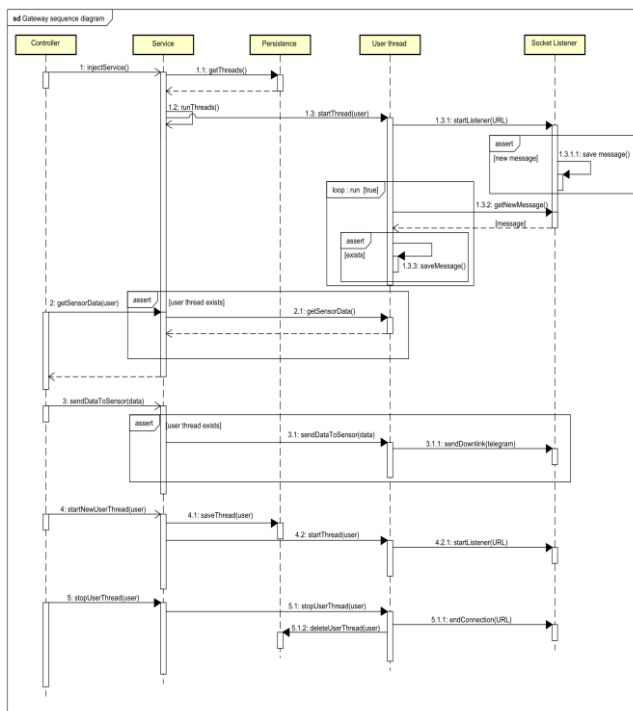 sd Gateway sequence diagram
Controller
Service
Persistence
User thread
Socket Listener
1: injectService()
1.1: getThreads()
1.2: runThreads()
1.3: startThread(user)
1.3.1: startListener(URL)
assert
[new message]
1.3.1.1: save message()
loop : run [true]
1.3.2: getNewMessage()
[message]
assert
[exists]
1.3.3: saveMessage()
2: getSensorData(user)
assert
[user thread exists]
2.1: getSensorData()
3: sendDataToSensor(data)
assert
[user thread exists]
3.1: sendDataToSensor(data)
3.1.1: sendDownlink(telegram)
4: startNewUserThread(user)
4.1: saveThread(user)
4.2: startThread(user)
4.2.1: startListener(URL)
5: stopUserThread(user)
5.1: stopUserThread(user)
5.1.1: endConnection(URL)
5.1.2: deleteUserThread(user)